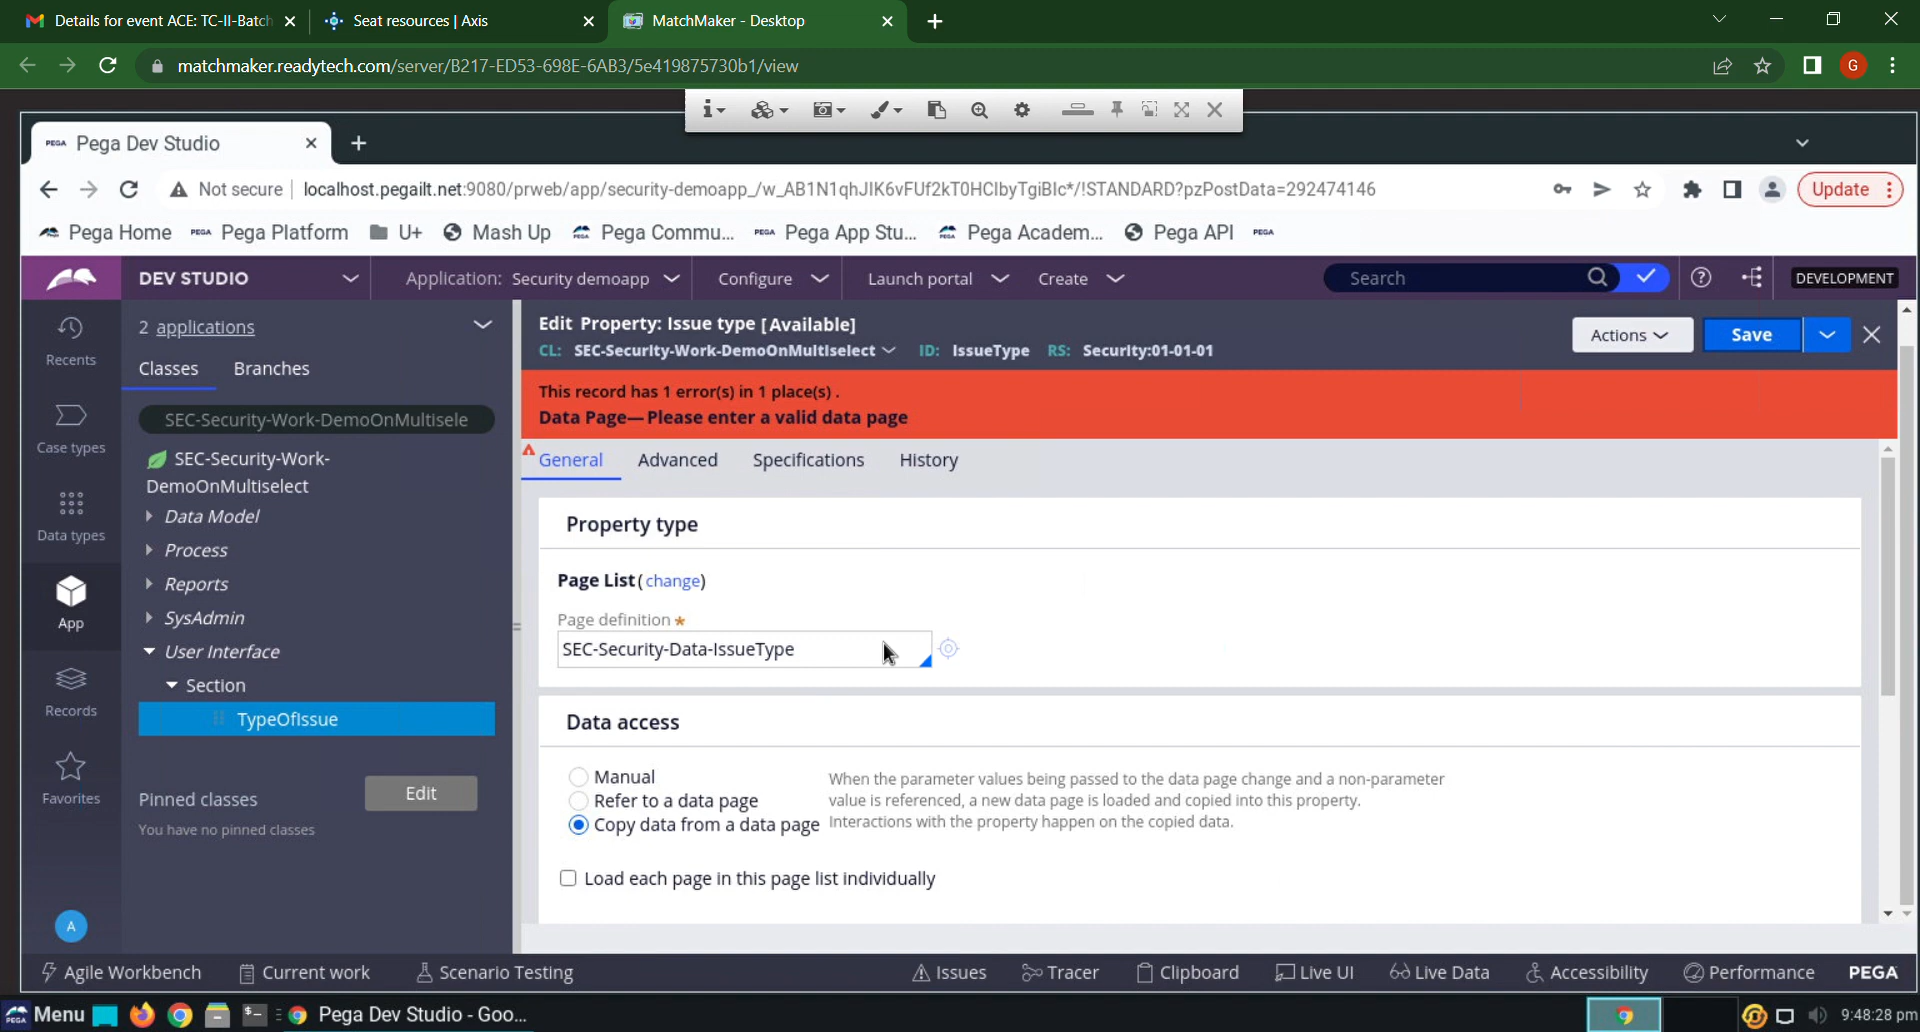 Details for event ACE: TC-II-Batch
Seat resources | Axis
MatchMaker - Desktop
matchmaker.readytech.com/server/B217-ED53-698E-6AB3/5e419875730b1/view
G
PEGA Pega Dev Studio
Not secure
localhost.pegailt.net:9080/prweb/app/security-demoapp_/w_AB1N1qhJIK6vFUf2kT0HCIbyTgiBIc*/!STANDARD?pzPostData=292474146
Update
Pega Home
PEGA Pega Platform
U+
Mash Up
Pega Commu...
PEGA Pega App Stu...
Pega Academ...
Pega API
PEGA
DEV STUDIO
Application: Security demoapp
Configure
Launch portal
Create
Search
DEVELOPMENT
Recents
Case types
Data types
App
Records
Favorites
A
2 applications
Classes
Branches
SEC-Security-Work-DemoOnMultisele
SEC-Security-Work-
DemoOnMultiselect
Data Model
Process
Reports
SysAdmin
User Interface
Section
TypeOfIssue
Pinned classes
Edit
You have no pinned classes
Edit Property: Issue type [Available]
CL: SEC-Security-Work-DemoOnMultiselect ID: IssueType RS: Security:01-01-01
Actions
Save
This record has 1 error(s) in 1 place(s) .
Data Page— Please enter a valid data page
General
Advanced
Specifications
History
Property type
Page List (change)
Page definition *
SEC-Security-Data-IssueType
Data access
Manual
Refer to a data page
Copy data from a data page
When the parameter values being passed to the data page change and a non-parameter
value is referenced, a new data page is loaded and copied into this property.
Interactions with the property happen on the copied data.
Load each page in this page list individually
Agile Workbench
Current work
Scenario Testing
Issues
Tracer
Clipboard
Live UI
Live Data
Accessibility
Performance
PEGA
PEGA Menu
Pega Dev Studio - Goo...
9:48:28 pm